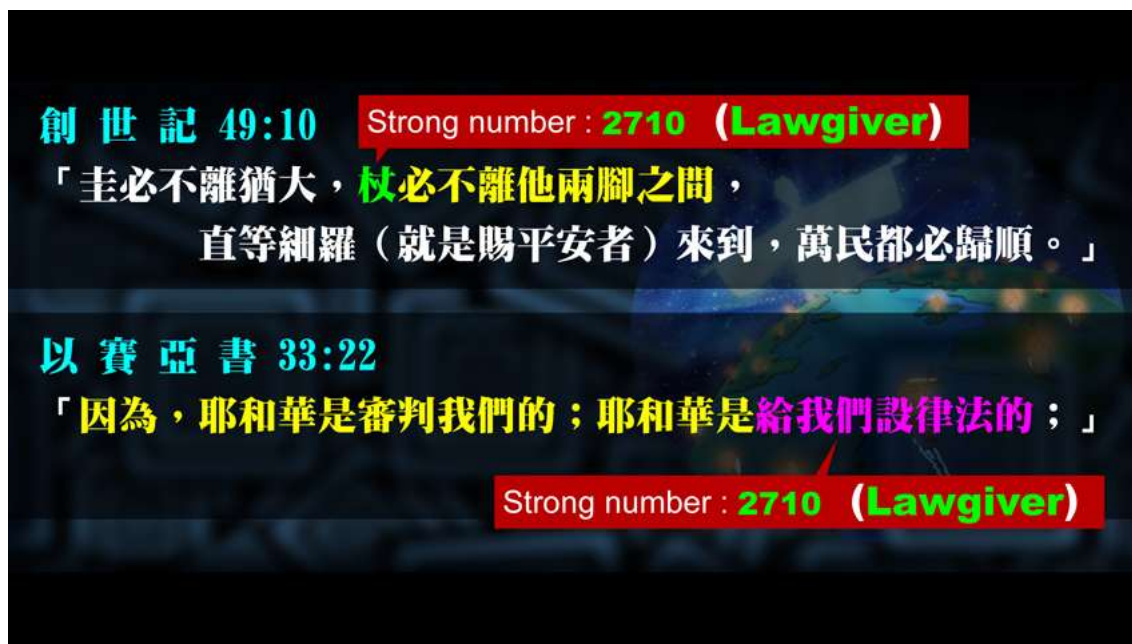 創世記 49:10
Strong number : 2710 (Lawgiver)
「圭必不離猶大，杖必不離他兩腳之間，
直等細羅（就是賜平安者）來到，萬民都必歸順。」
以賽亞書 33:22
「因為，耶和華是審判我們的；耶和華是給我們設律法的；」
Strong number : 2710 (Lawgiver)